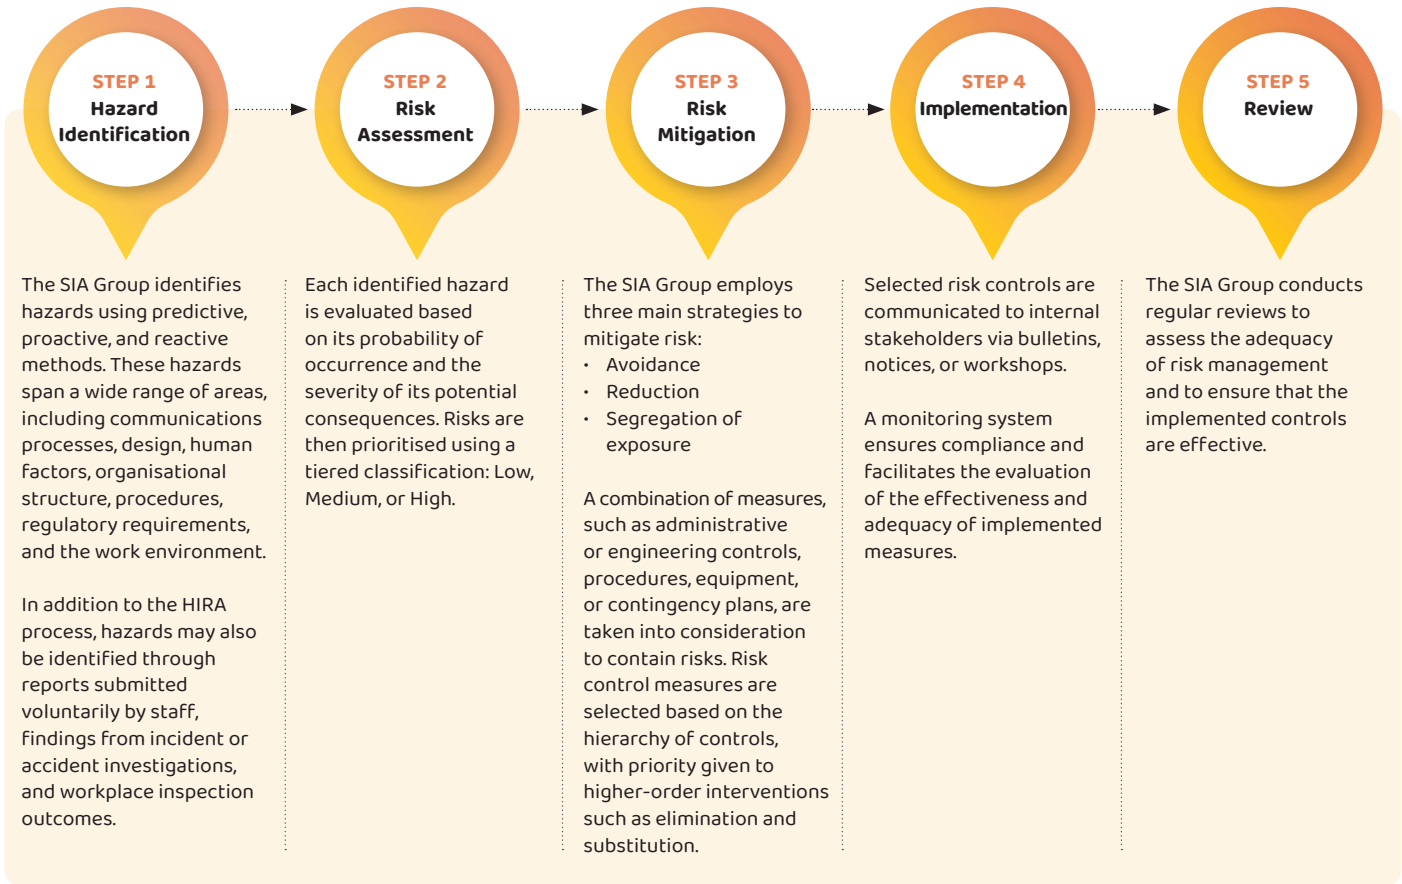 STEP 1
Hazard
Identification
STEP 2
Risk
Assessment
STEP 3
Risk
Mitigation
STEP 4
Implementation
STEP 5
Review
The SIA Group identifies
hazards using predictive,
proactive, and reactive
methods. These hazards
span a wide range of areas,
including communications
processes, design, human
factors, organisational
structure, procedures,
regulatory requirements,
and the work environment.
In addition to the HIRA
process, hazards may also
be identified through
reports submitted
voluntarily by staff,
findings from incident or
accident investigations,
and workplace inspection
outcomes.
Each identified hazard
is evaluated based
on its probability of
occurrence and the
severity of its potential
consequences. Risks are
then prioritised using a
tiered classification: Low,
Medium, or High.
The SIA Group employs
three main strategies to
mitigate risk:
• Avoidance
• Reduction
• Segregation of
exposure
A combination of measures,
such as administrative
or engineering controls,
procedures, equipment,
or contingency plans, are
taken into consideration
to contain risks. Risk
control measures are
selected based on the
hierarchy of controls,
with priority given to
higher-order interventions
such as elimination and
substitution.
Selected risk controls are
communicated to internal
stakeholders via bulletins,
notices, or workshops.
A monitoring system
ensures compliance and
facilitates the evaluation
of the effectiveness and
adequacy of implemented
measures.
The SIA Group conducts
regular reviews to
assess the adequacy
of risk management
and to ensure that the
implemented controls
are effective.